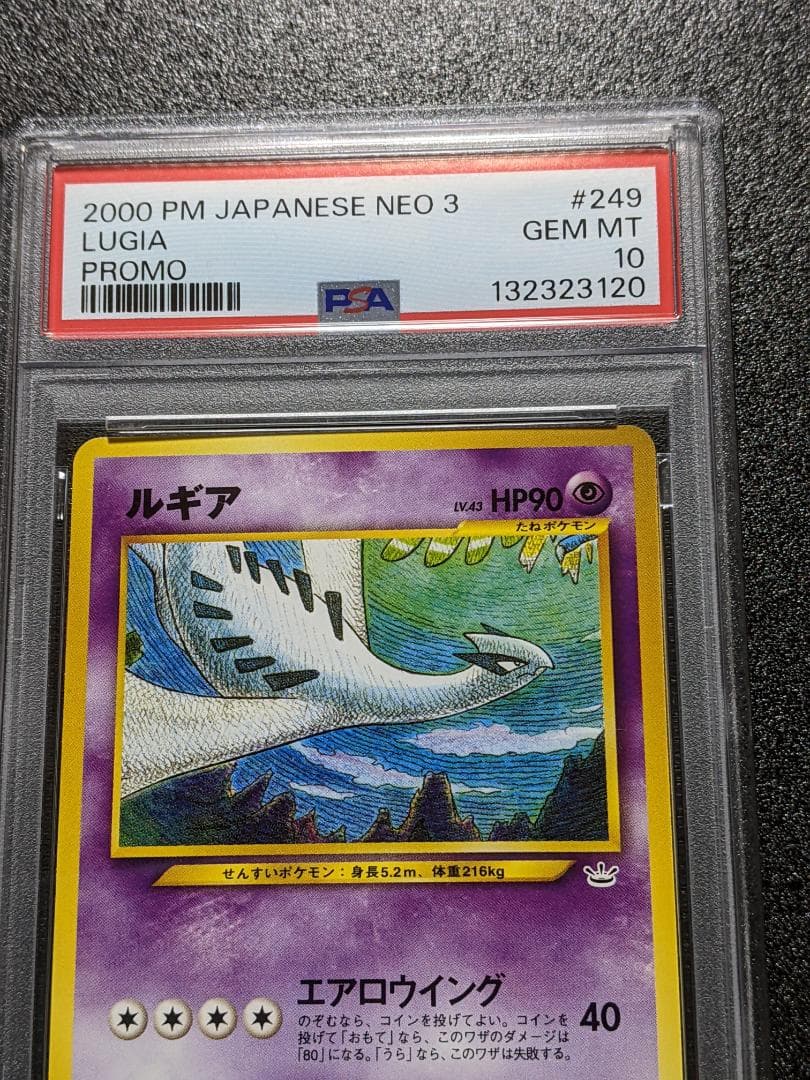 2000 PM JAPANESE NEO 3 #249
LUGIA GEM MT
PROMO 10
PSA 132323120
ルギア LV.43 HP90
たねポケモン
せんすいポケモン：身長5.2m、体重216kg
エアロウイング 40
のぞむなら、コインを投げてよい。コインを
投げて「おもて」なら、このワザのダメージは
「80」になる。「うら」なら、このワザは失敗する。